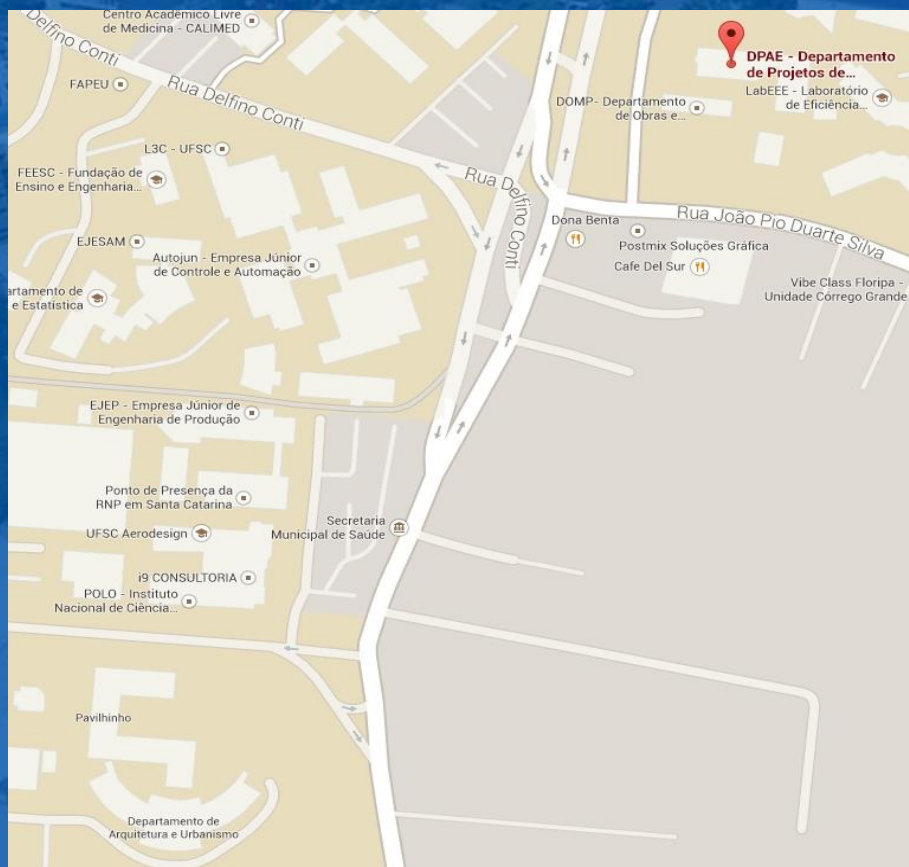 Centro Acadêmico Livre
de Medicina - CALIMED
Delfino Conti
FAPEU
Rua Delfino Conti
DPAE - Departamento
de Projetos de...
LabEEE - Laboratório
de Eficiência...
DOMP- Departamento
de Obras e...
L3C - UFSC
FEESC - Fundação de
Ensino e Engenharia...
Rua Delfino Conti
Rua João Pio Duarte Silva
Dona Benta
Postmix Soluções Gráfica
Cafe Del Sur
EJESAM
Autojun - Empresa Júnior
de Controle e Automação
Vibe Class Floripa -
Unidade Córrego Grande
artamento de
e Estatística
EJEP - Empresa Júnior de
Engenharia de Produção
Ponto de Presença da
RNP em Santa Catarina
Secretaria
Municipal de Saúde
UFSC Aerodesign
i9 CONSULTORIA
POLO - Instituto
Nacional de Ciência...
Pavilhinho
Departamento de
Arquitetura e Urbanismo